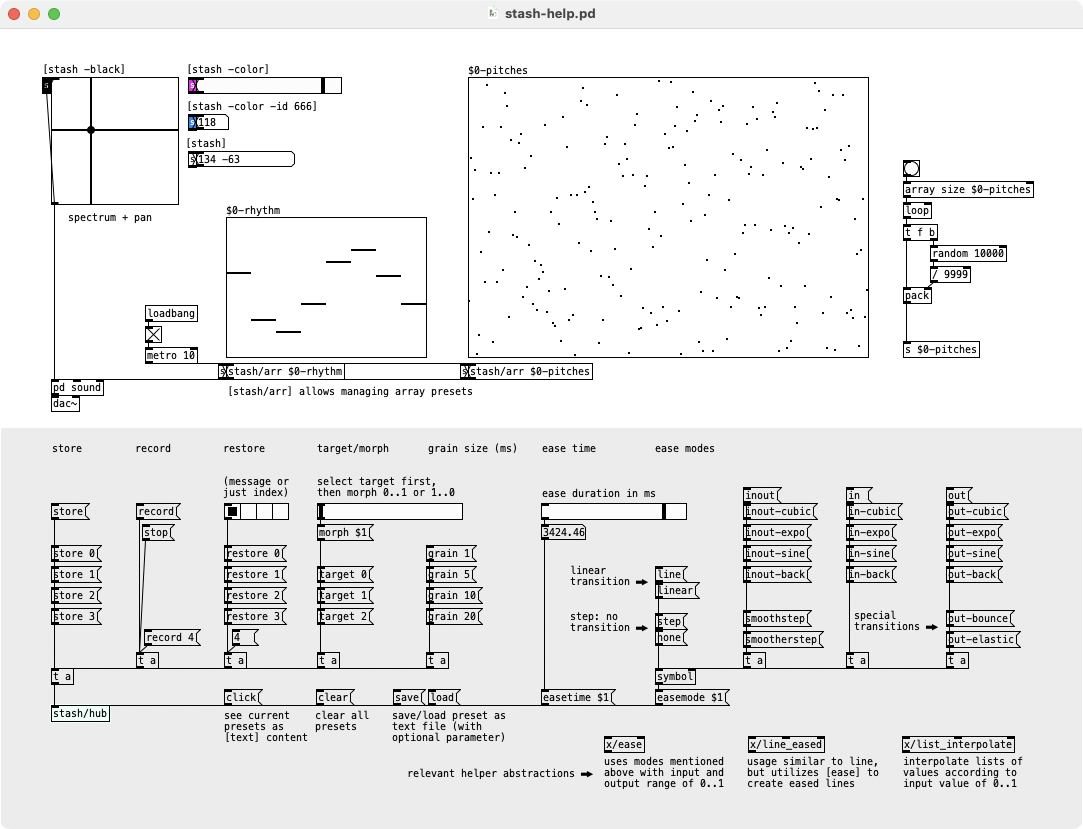 stash-help.pd
[stash -black]
[stash -color]
$0-pitches
s
s
[stash -color -id 666]
s 118
[stash]
s 134 -63
array size $0-pitches
loop
spectrum + pan
$0-rhythm
t f b
random 10000
/ 9999
pack
loadbang
metro 10
s $0-pitches
s stash/arr $0-rhythm
s stash/arr $0-pitches
pd sound
[stash/arr] allows managing array presets
dac~
store
record
restore
target/morph
grain size (ms)
ease time
ease modes
(message or
just index)
select target first,
then morph 0..1 or 1..0
ease duration in ms
inout
in
out
store
record
inout-cubic
in-cubic
out-cubic
stop
morph $1
3424.46
inout-expo
in-expo
out-expo
store 0
restore 0
grain 1
inout-sine
in-sine
out-sine
store 1
restore 1
target 0
grain 5
linear
transition
line
inout-back
in-back
out-back
store 2
restore 2
target 1
grain 10
linear
store 3
restore 3
target 2
grain 20
step: no
transition
step
none
smoothstep
special
transitions
out-bounce
record 4
4
smootherstep
out-elastic
t a
t a
t a
t a
t a
t a
t a
t a
symbol
click
clear
save
load
easetime $1
easemode $1
stash/hub
see current
presets as
[text] content
clear all
presets
save/load preset as
text file (with
optional parameter)
x/ease
x/line_eased
x/list_interpolate
relevant helper abstractions
uses modes mentioned
above with input and
output range of 0..1
usage similar to line,
but utilizes [ease] to
create eased lines
interpolate lists of
values according to
input value of 0..1